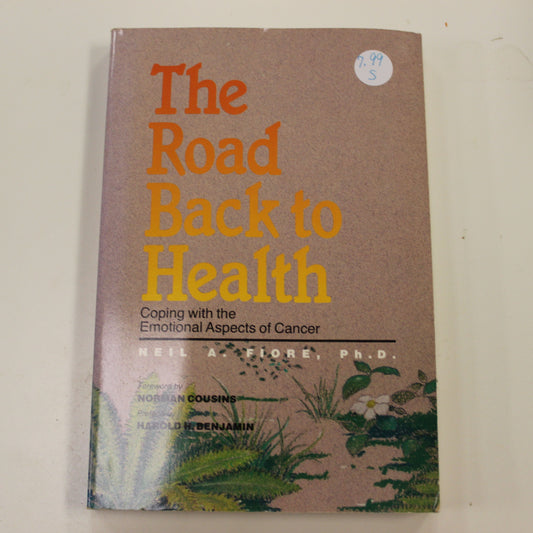 7.99
S
The
Road
Back to
Health
Coping with the
Emotional Aspects of Cancer
NEIL A. FIORE, Ph.D.
Foreword by
NORMAN COUSINS
Preface by
HAROLD H. BENJAMIN